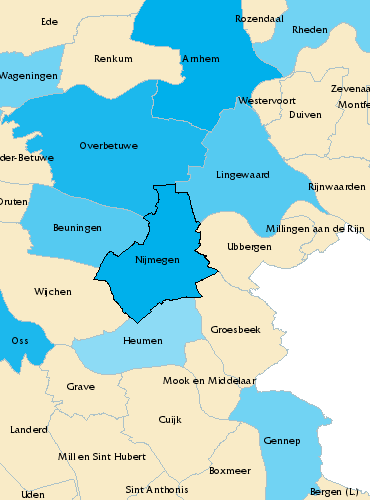 Rozendaal
Ede
Rheden
Renkum
Arnhem
Wageningen
Zevenaa
Westervoort
Montfe
Duiven
Overbetuwe
der-Betuwe
Lingewaard
Rijnwaarden
Druten
Beuningen
Millingen aan de Rijn
Ubbergen
Nijmegen
Wijchen
Groesbeek
Oss
Heumen
Mook en Middelaar
Grave
Cuijk
Landerd
Gennep
Mill en Sint Hubert
Boxmeer
Sint Anthonis
Bergen (L)
Uden